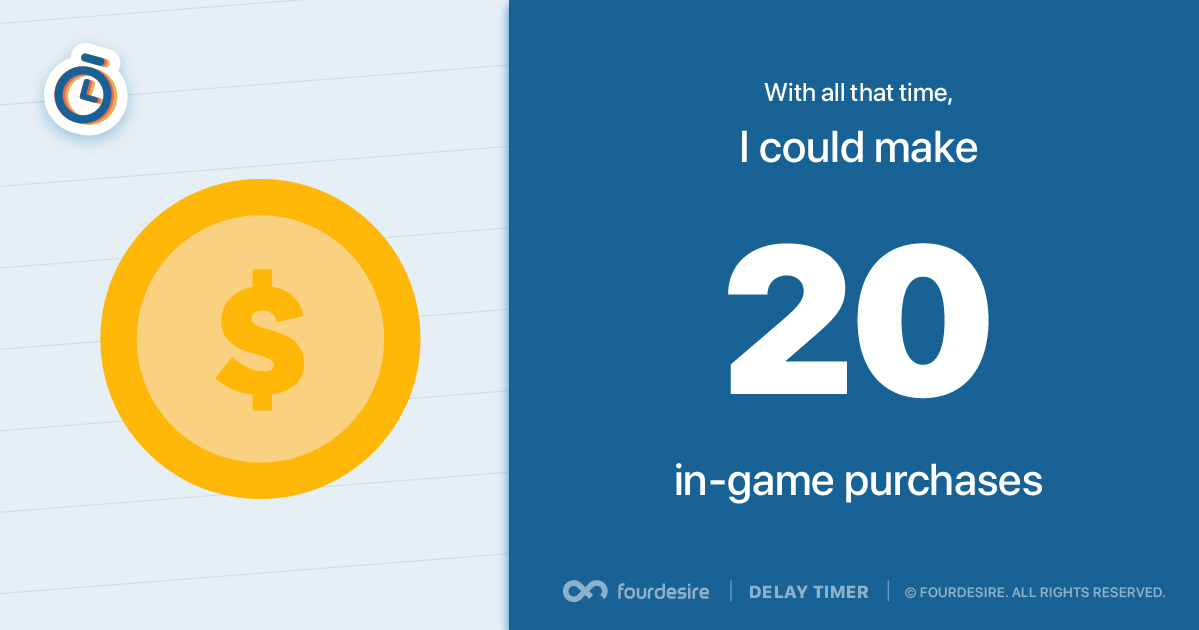 $
With all that time,
I could make
20
in-game purchases
fourdesire | DELAY TIMER | © FOURDESIRE. ALL RIGHTS RESERVED.